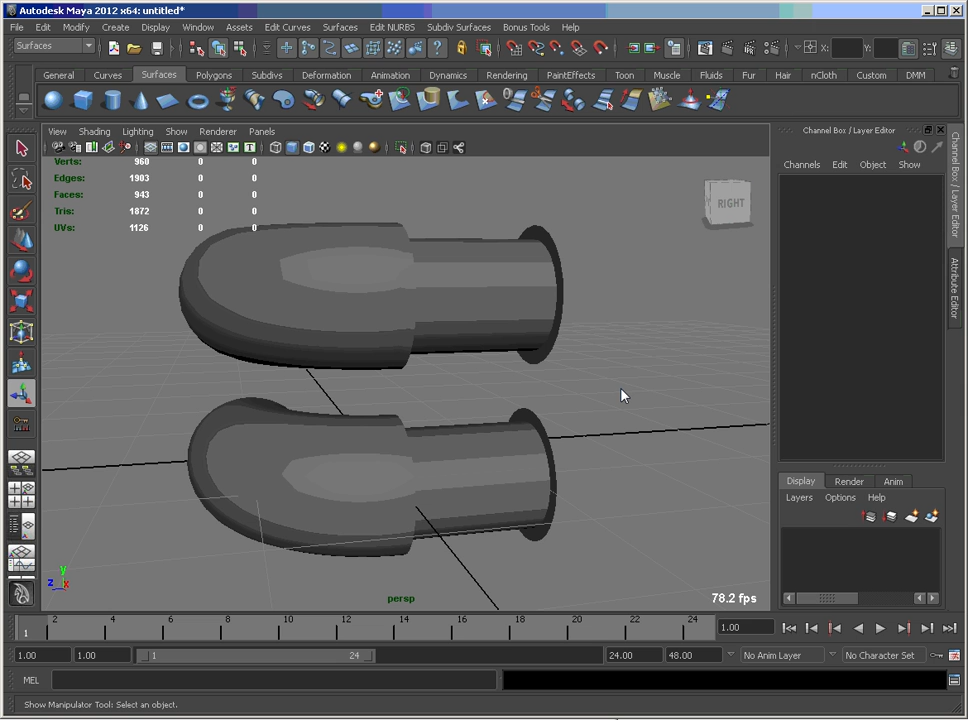 Autodesk Maya 2012 x64: untitled*
File Edit Modify Create Display Window Assets Edit Curves Surfaces Edit NURBS Subdiv Surfaces Bonus Tools Help
Surfaces X: Y:
General Curves Surfaces Polygons Subdivs Deformation Animation Dynamics Rendering PaintEffects Toon Muscle Fluids Fur Hair nCloth Custom DMM
View Shading Lighting Show Renderer Panels
Channel Box / Layer Editor
Channels Edit Object Show
Verts: 960 0 0
Edges: 1903 0 0
Faces: 943 0 0
Tris: 1872 0 0
UVs: 1126 0 0
RIGHT
Channel Box / Layer Editor
Attribute Editor
Display Render Anim
Layers Options Help
y
z x
persp
78.2 fps
2 4 6 8 10 12 14 16 18 20 22 24
1
1.00
1.00 1.00 1 24 24.00 48.00 No Anim Layer No Character Set
MEL
Show Manipulator Tool: Select an object.